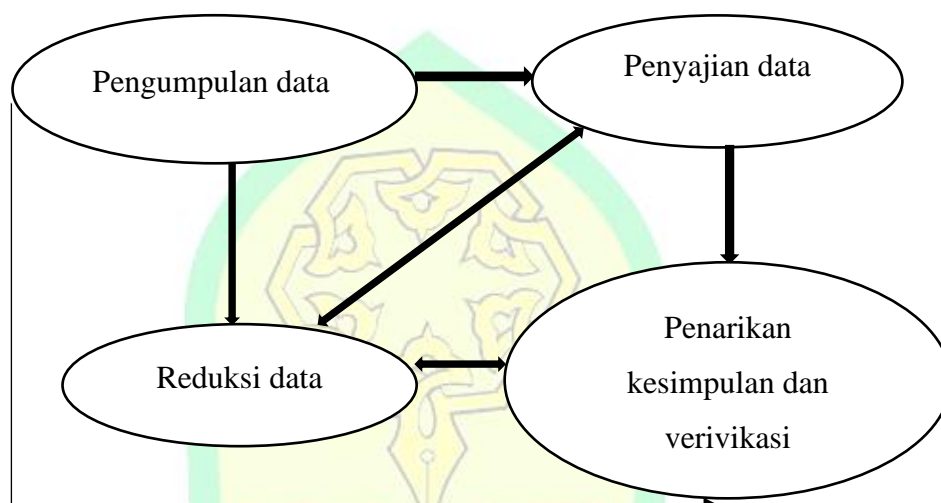 Pengumpulan data
Penyajian data
Reduksi data
Penarikan
kesimpulan dan
verivikasi